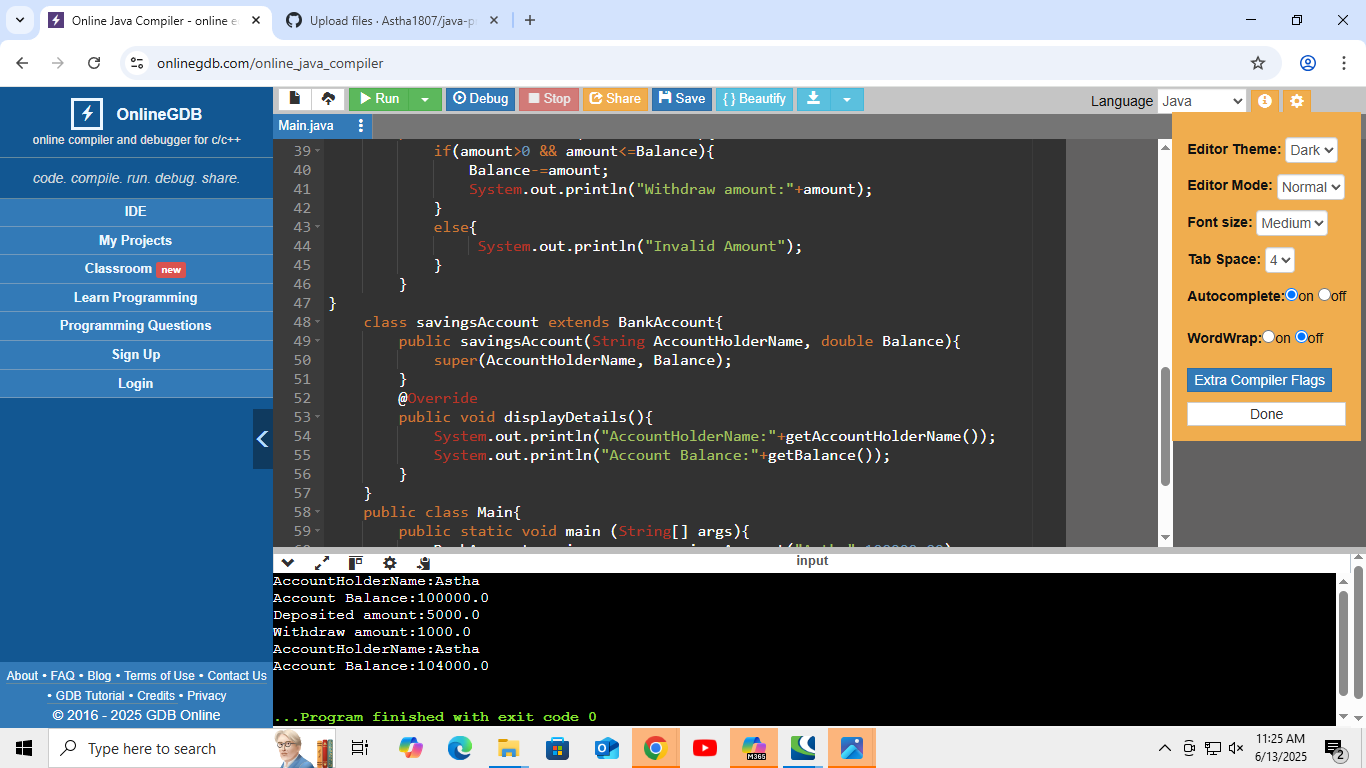 Online Java Compiler - online e
Upload files · Astha1807/java-p
onlinegdb.com/online_java_compiler
OnlineGDB
online compiler and debugger for c/c++
code. compile. run. debug. share.
IDE
My Projects
Classroom new
Learn Programming
Programming Questions
Sign Up
Login
About • FAQ • Blog • Terms of Use • Contact Us
• GDB Tutorial • Credits • Privacy
© 2016 - 2025 GDB Online
Run Debug Stop Share Save { } Beautify
Language Java
Main.java
39 if(amount>0 && amount<=Balance){
40 Balance-=amount;
41 System.out.println("Withdraw amount:"+amount);
42 }
43 else{
44 System.out.println("Invalid Amount");
45 }
46 }
47 }
48 class savingsAccount extends BankAccount{
49 public savingsAccount(String AccountHolderName, double Balance){
50 super(AccountHolderName, Balance);
51 }
52 @Override
53 public void displayDetails(){
54 System.out.println("AccountHolderName:"+getAccountHolderName());
55 System.out.println("Account Balance:"+getBalance());
56 }
57 }
58 public class Main{
59 public static void main (String[] args){
Editor Theme: Dark
Editor Mode: Normal
Font size: Medium
Tab Space: 4
Autocomplete: on off
WordWrap: on off
Extra Compiler Flags
Done
input
AccountHolderName:Astha
Account Balance:100000.0
Deposited amount:5000.0
Withdraw amount:1000.0
AccountHolderName:Astha
Account Balance:104000.0
...Program finished with exit code 0
Type here to search
M365
11:25 AM
6/13/2025
2